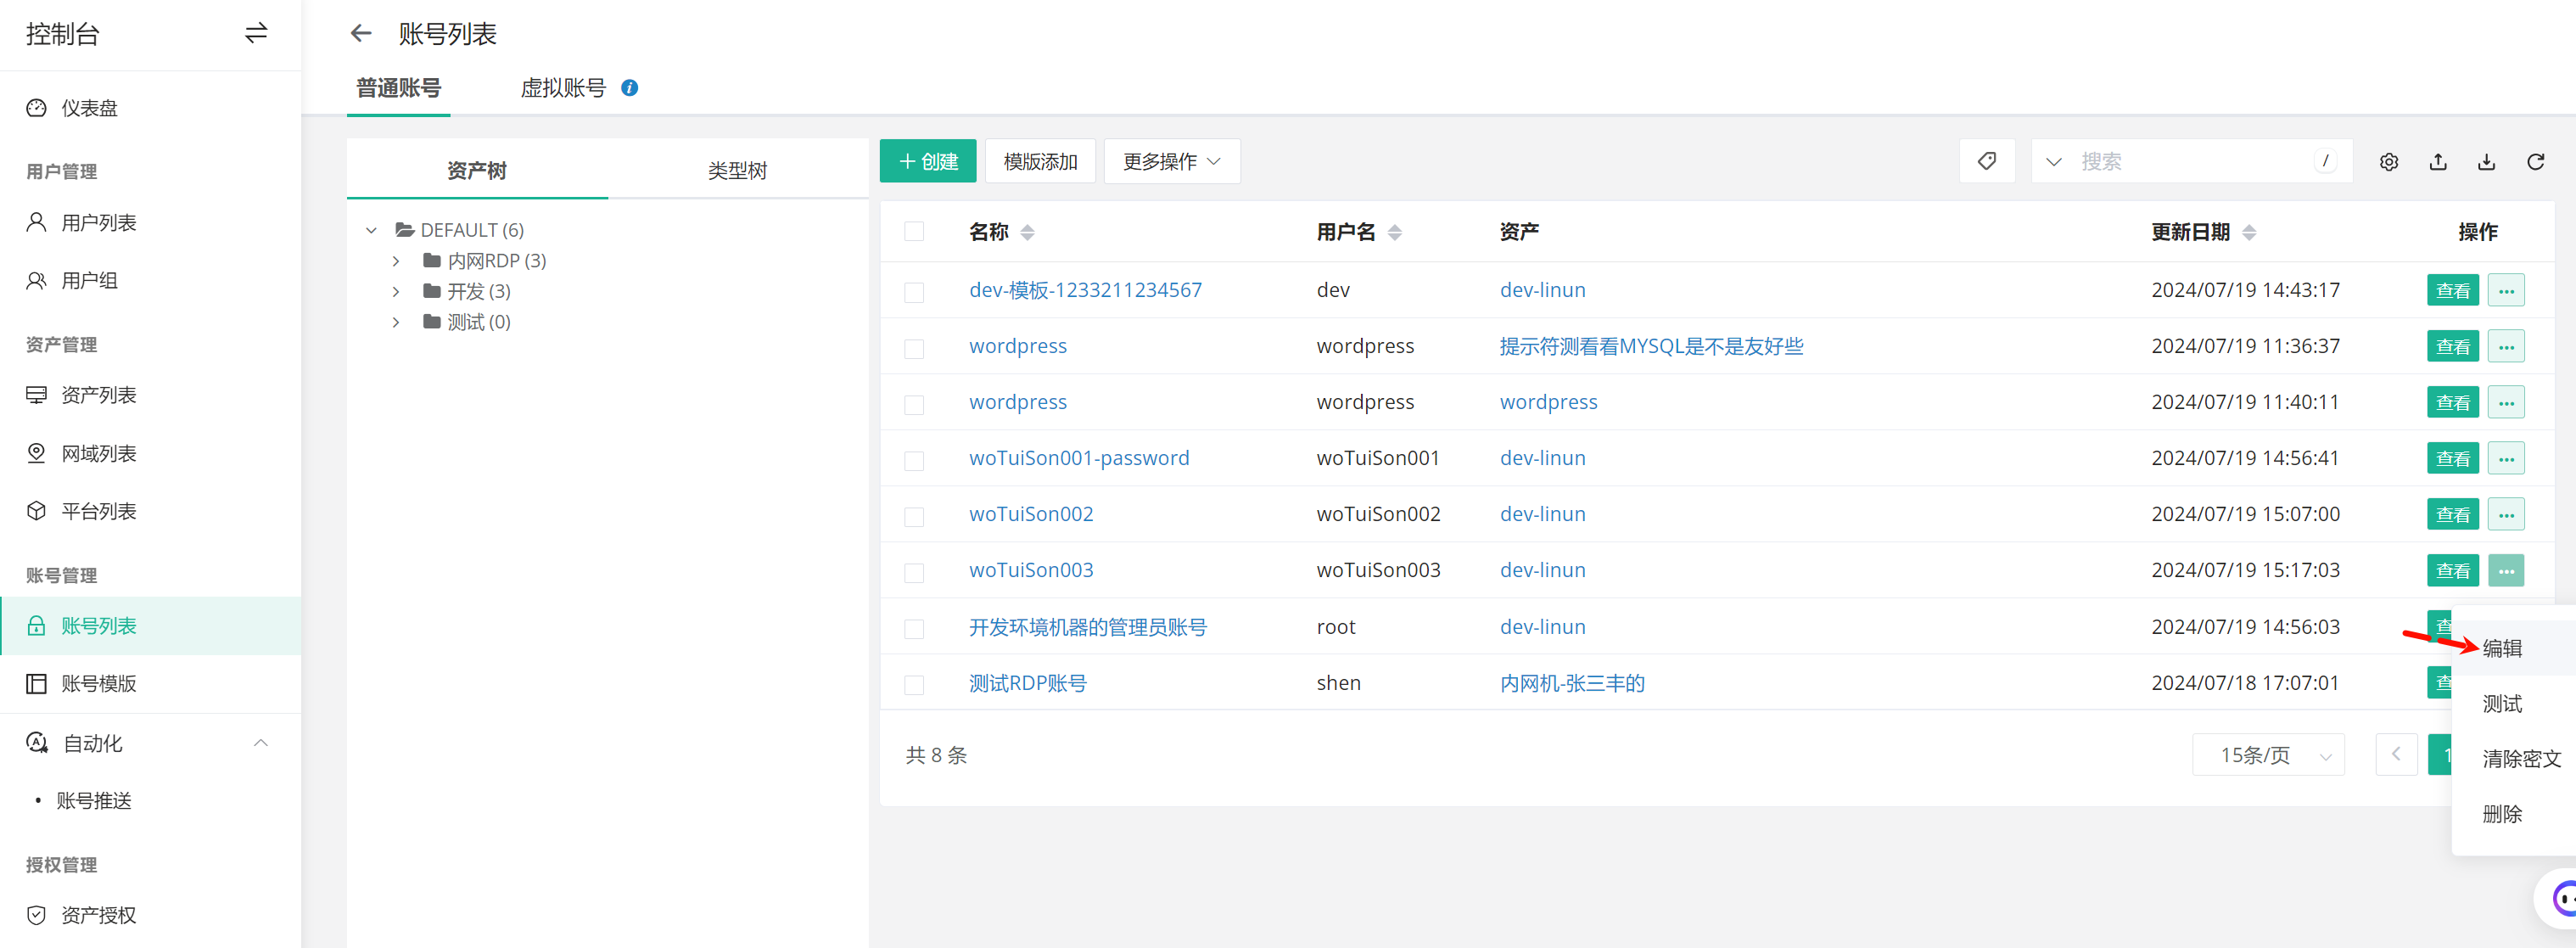 控制台
仪表盘
用户管理
用户列表
用户组
资产管理
资产列表
网域列表
平台列表
账号管理
账号列表
账号模版
自动化
账号推送
授权管理
资产授权
账号列表
普通账号
虚拟账号
资产树
类型树
DEFAULT (6)
内网RDP (3)
开发 (3)
测试 (0)
创建
模版添加
更多操作
搜索
/
名称 用户名 资产 更新日期 操作
dev-模板-1233211234567 dev dev-linun 2024/07/19 14:43:17 查看 ...
wordpress wordpress 提示符测看看MYSQL是不是友好些 2024/07/19 11:36:37 查看 ...
wordpress wordpress wordpress 2024/07/19 11:40:11 查看 ...
woTuiSon001-password woTuiSon001 dev-linun 2024/07/19 14:56:41 查看 ...
woTuiSon002 woTuiSon002 dev-linun 2024/07/19 15:07:00 查看 ...
woTuiSon003 woTuiSon003 dev-linun 2024/07/19 15:17:03 查看 ...
开发环境机器的管理员账号 root dev-linun 2024/07/19 14:56:03
测试RDP账号 shen 内网机-张三丰的 2024/07/18 17:07:01
编辑
测试
清除密文
删除
共 8 条
15条/页
1